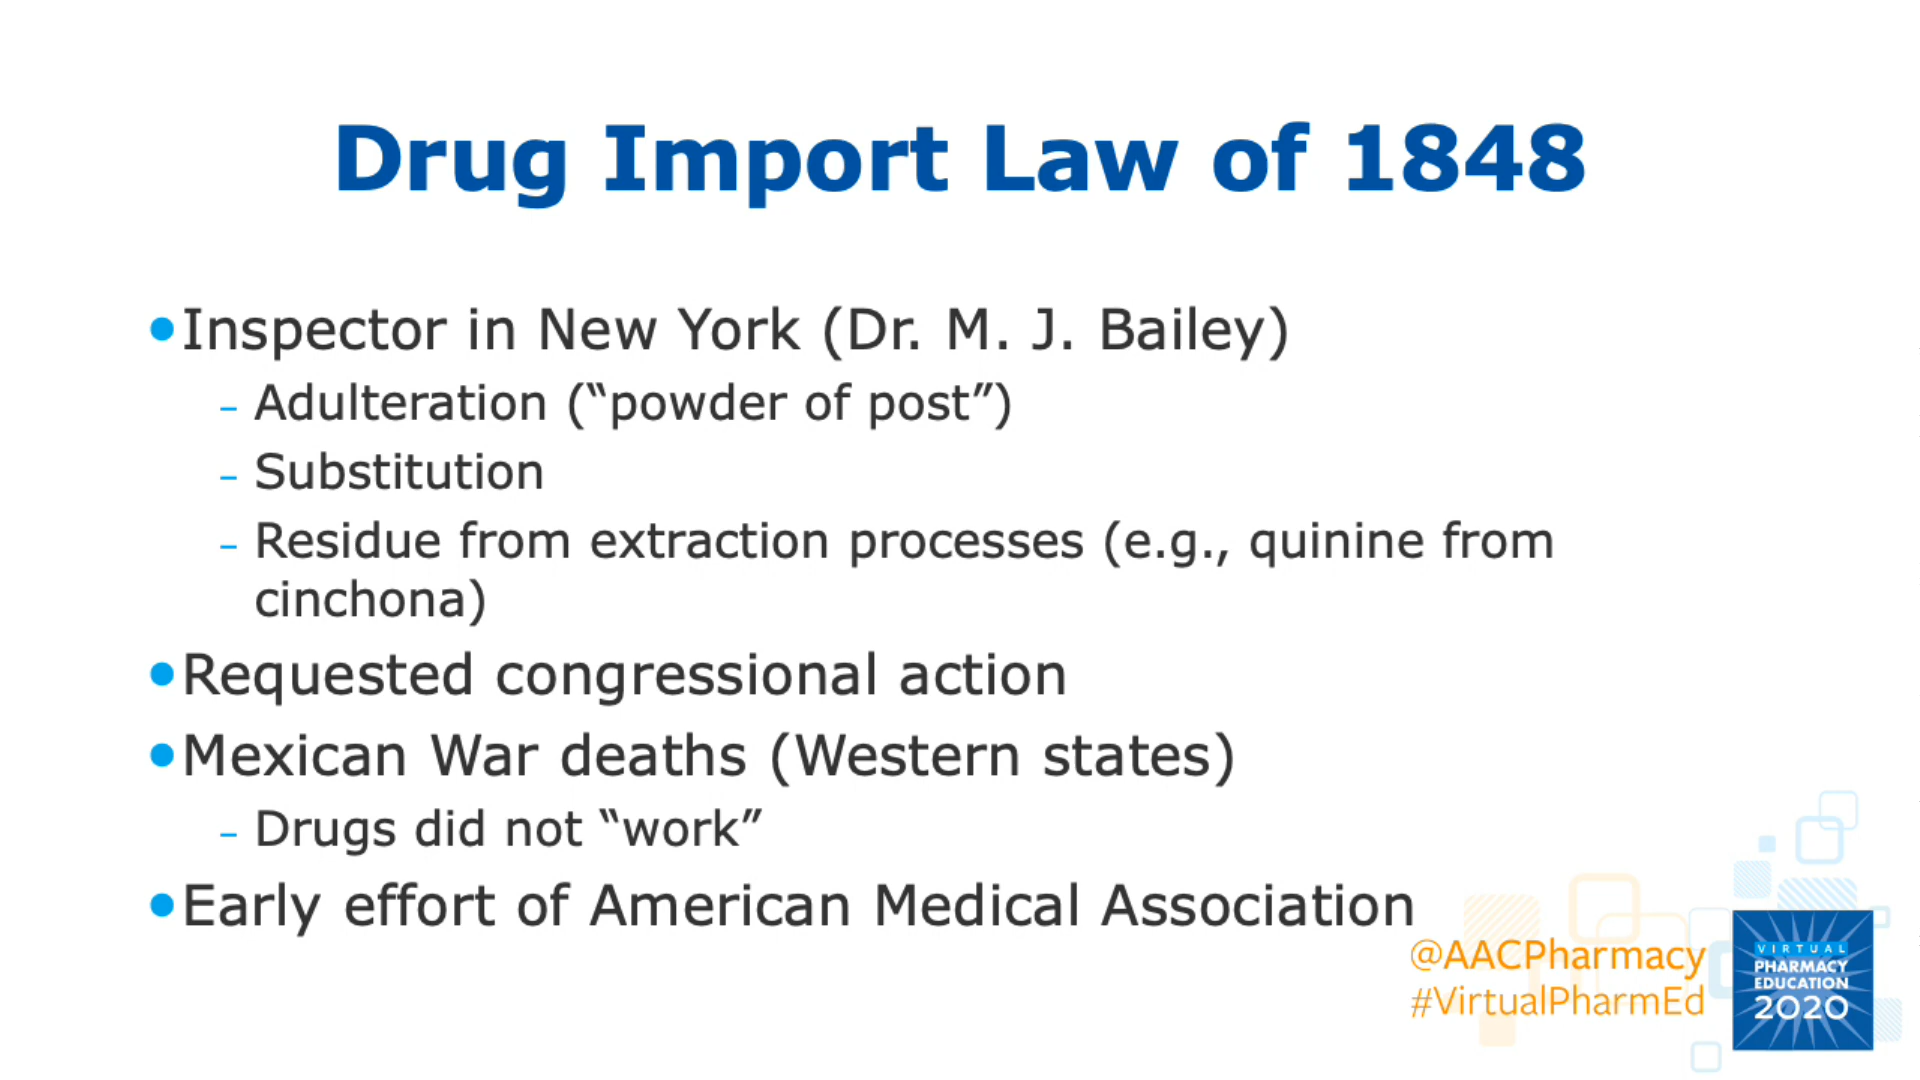 Drug Import Law of 1848
•Inspector in New York (Dr. M. J. Bailey)
– Adulteration (“powder of post”)
– Substitution
– Residue from extraction processes (e.g., quinine from
cinchona)
•Requested congressional action
•Mexican War deaths (Western states)
– Drugs did not “work”
•Early effort of American Medical Association
@AACPharmacy
#VirtualPharmEd
VIRTUAL
PHARMACY
EDUCATION
2020